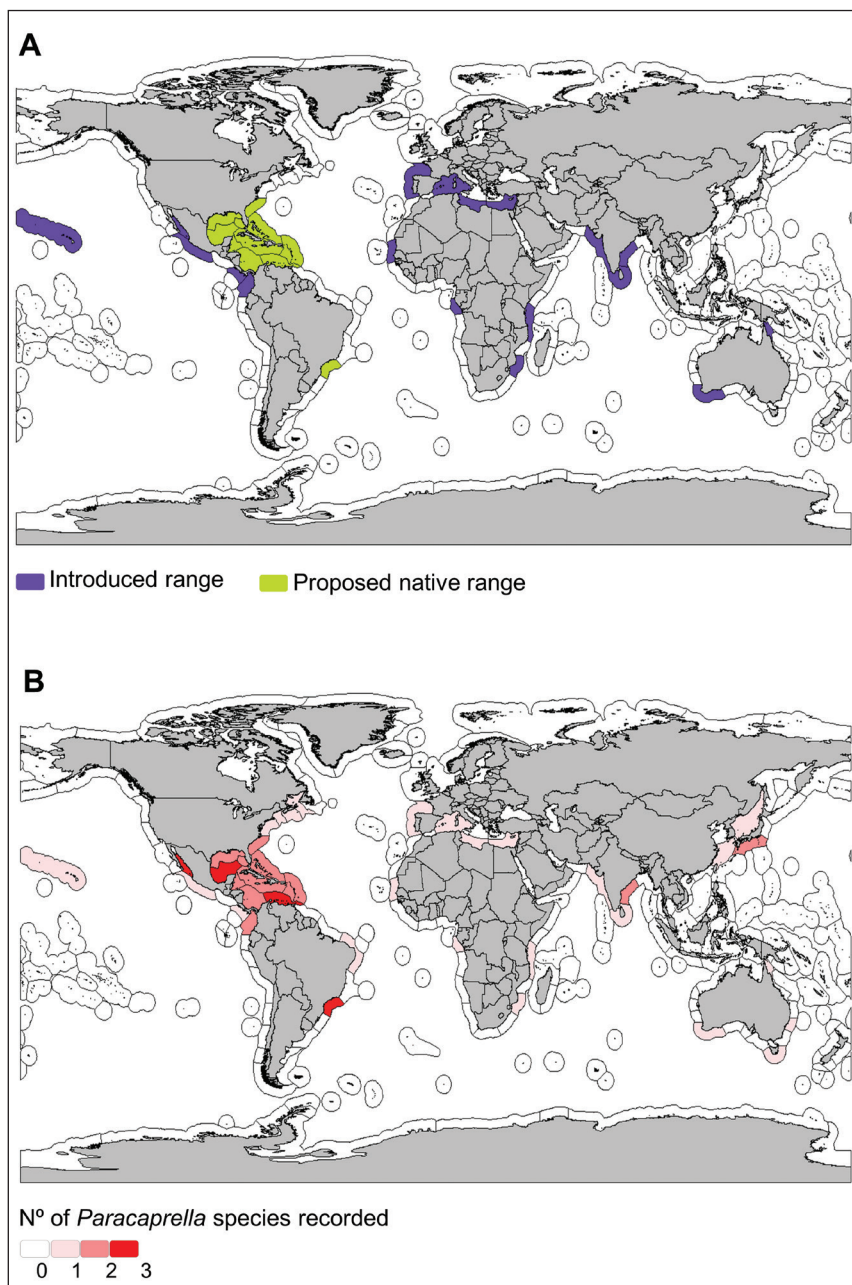 A
Introduced range Proposed native range
B
Nº of Paracaprella species recorded
0 1 2 3